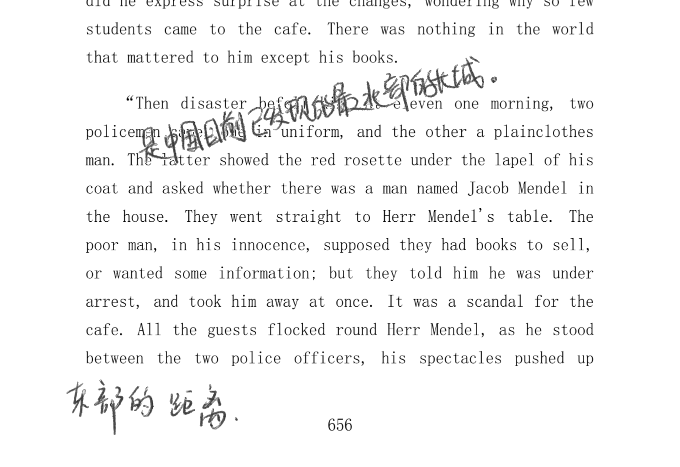 did he express surprise at the changes, wondering why so few
students came to the cafe. There was nothing in the world
that mattered to him except his books.
是中国目前已发现的最北部的长城。
“Then disaster eleven one morning, two
policeman in uniform, and the other a plainclothes
man. The latter showed the red rosette under the lapel of his
coat and asked whether there was a man named Jacob Mendel in
the house. They went straight to Herr Mendel's table. The
poor man, in his innocence, supposed they had books to sell,
or wanted some information; but they told him he was under
arrest, and took him away at once. It was a scandal for the
cafe. All the guests flocked round Herr Mendel, as he stood
between the two police officers, his spectacles pushed up
东部的距离.
656